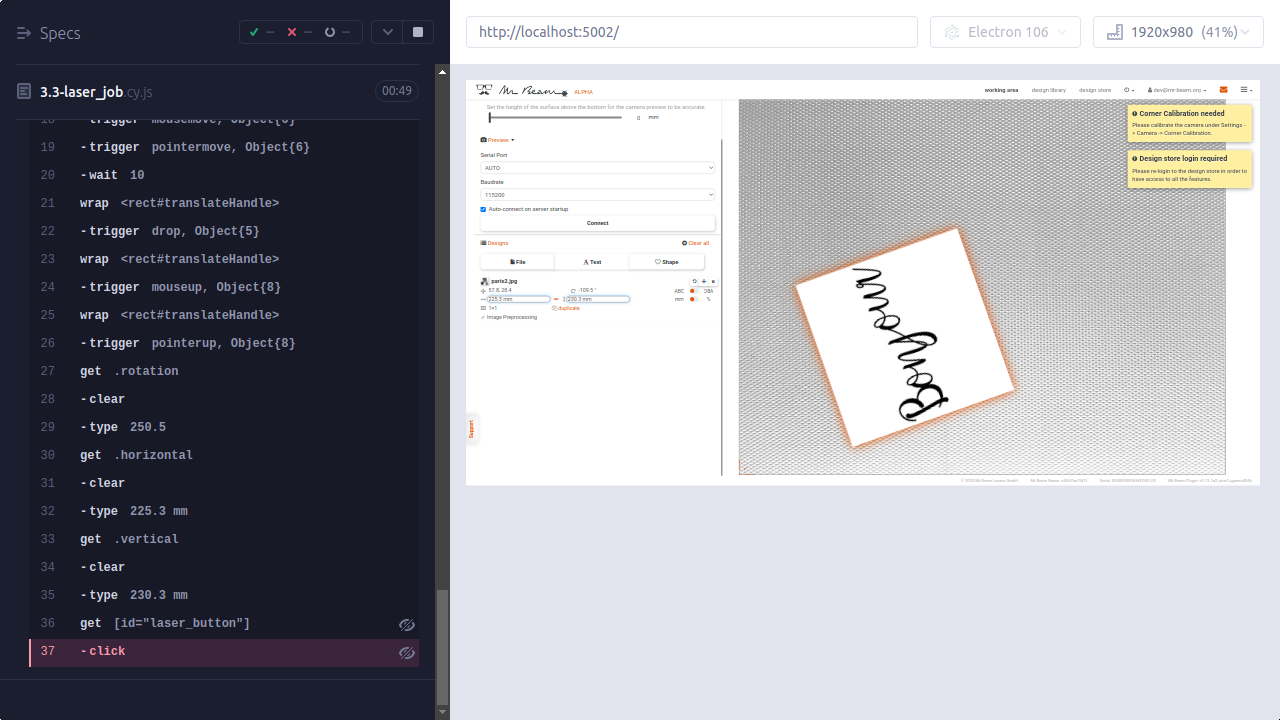 Specs
--
--
--
http://localhost:5002/
Electron 106
1920x980 (41%)
3.3-laser_job.cy.js
00:49
18 -trigger mousemove, Object{6}
19 -trigger pointermove, Object{6}
20 -wait 10
21 wrap <rect#translateHandle>
22 -trigger drop, Object{5}
23 wrap <rect#translateHandle>
24 -trigger mouseup, Object{8}
25 wrap <rect#translateHandle>
26 -trigger pointerup, Object{8}
27 get .rotation
28 -clear
29 -type 250.5
30 get .horizontal
31 -clear
32 -type 225.3 mm
33 get .vertical
34 -clear
35 -type 230.3 mm
36 get [id="laser_button"]
37 -click
Mr Beam ALPHA
working area
design library
design store
dev@mr-beam.org
Set the height of the surface above the bottom for the camera preview to be accurate
0 mm
Preview
Serial Port
AUTO
Baudrate
115200
Auto-connect on server startup
Connect
Designs
Clear all
File
Text
Shape
paris2.jpg
57.8, 28.4
-109.5 °
ABC
225.3 mm
230.3 mm
mm
%
1×1
duplicate
Image Preprocessing
Support
Corner Calibration needed
Please calibrate the camera under Settings -
> Camera -> Corner Calibration.
Design store login required
Please re-login to the design store in order to
have access to all the features.